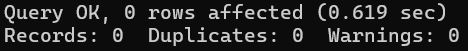 Query OK, 0 rows affected (0.619 sec)
Records: 0  Duplicates: 0  Warnings: 0